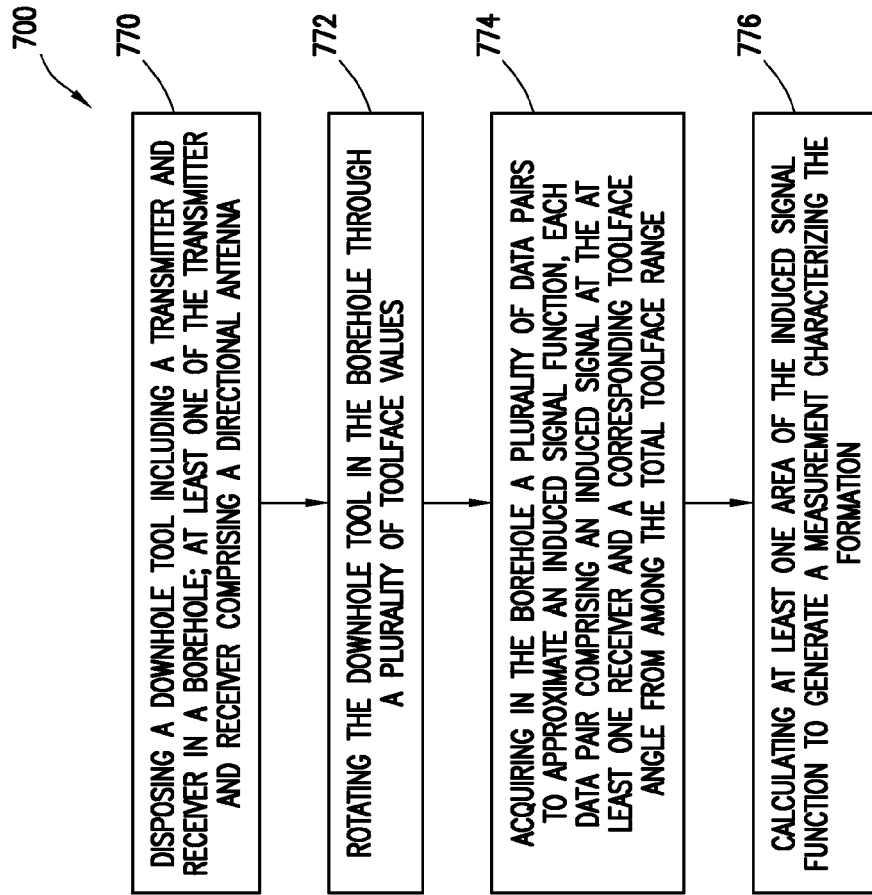 700
770
DISPOSING A DOWNHOLE TOOL INCLUDING A TRANSMITTER AND
RECEIVER IN A BOREHOLE; AT LEAST ONE OF THE TRANSMITTER
AND RECEIVER COMPRISING A DIRECTIONAL ANTENNA
772
ROTATING THE DOWNHOLE TOOL IN THE BOREHOLE THROUGH
A PLURALITY OF TOOLFACE VALUES
774
ACQUIRING IN THE BOREHOLE A PLURALITY OF DATA PAIRS
TO APPROXIMATE AN INDUCED SIGNAL FUNCTION, EACH
DATA PAIR COMPRISING AN INDUCED SIGNAL AT THE AT
LEAST ONE RECEIVER AND A CORRESPONDING TOOLFACE
ANGLE FROM AMONG THE TOTAL TOOLFACE RANGE
776
CALCULATING AT LEAST ONE AREA OF THE INDUCED SIGNAL
FUNCTION TO GENERATE A MEASUREMENT CHARACTERIZING THE
FORMATION